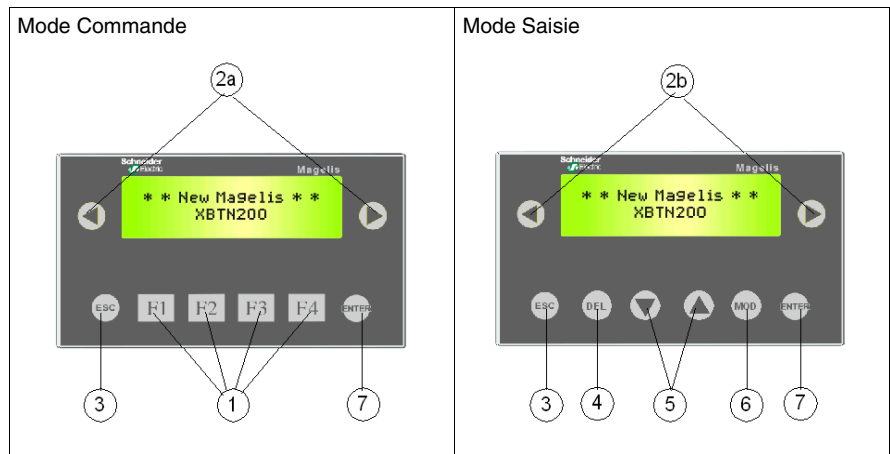 Mode Commande
2a
Schneider
Electric
Magelis
* * New Magelis * *
XBTN200
ESC F1 F2 F3 F4 ENTER
3 1 7
Mode Saisie
2b
Schneider
Electric
Magelis
* * New Magelis * *
XBTN200
ESC DEL MOD ENTER
3 4 5 6 7